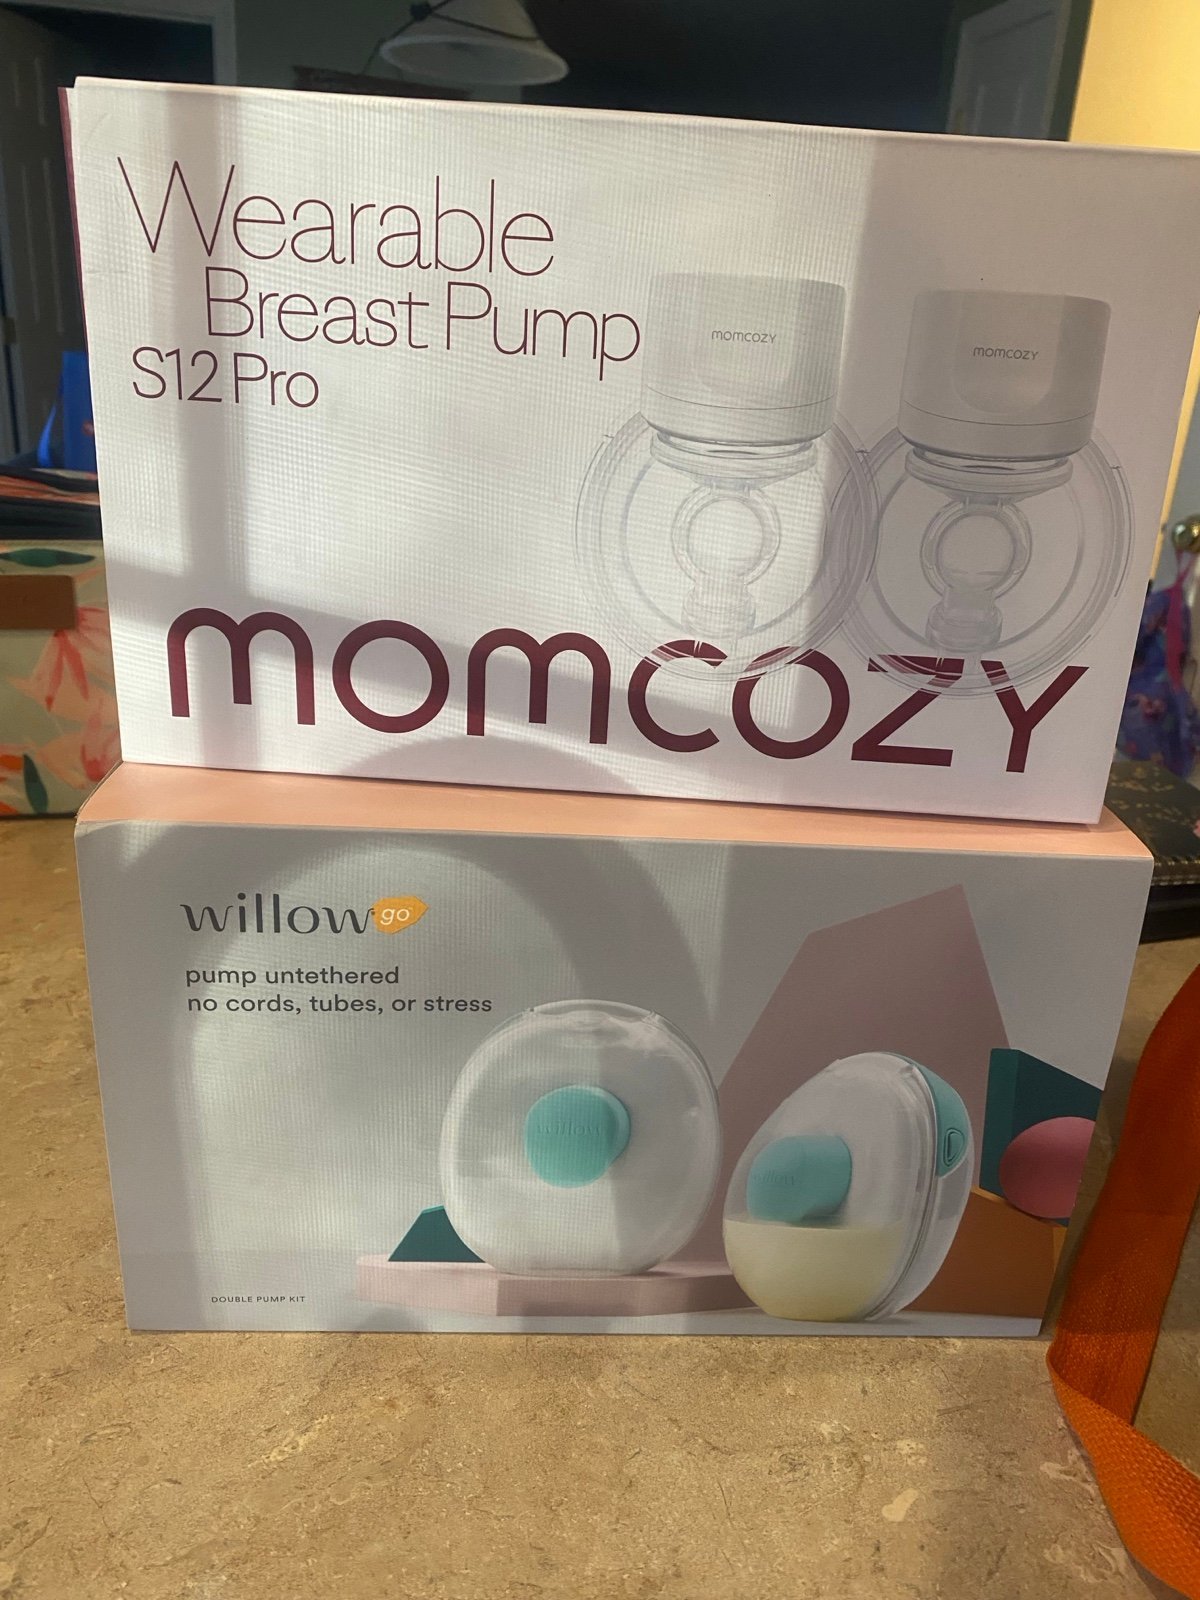 Wearable
Breast Pump
S12 Pro
momcozy
momcozy
momcozy
willow go
pump untethered
no cords, tubes, or stress
willow
willow
DOUBLE PUMP KIT